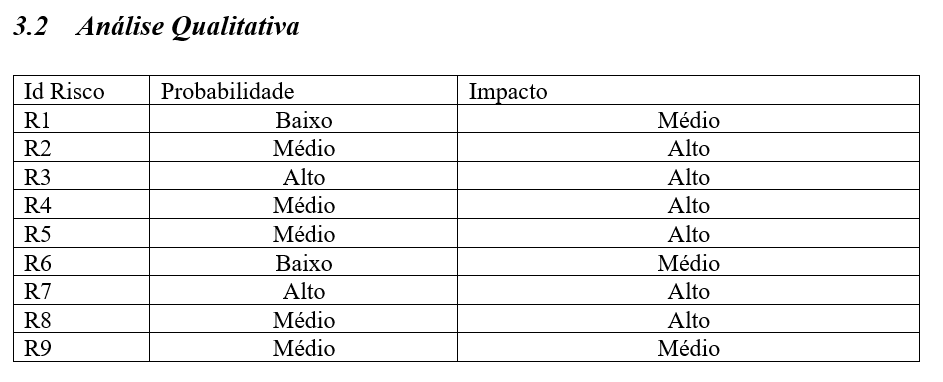 3.2 Análise Qualitativa
Id Risco Probabilidade Impacto
R1 Baixo Médio
R2 Médio Alto
R3 Alto Alto
R4 Médio Alto
R5 Médio Alto
R6 Baixo Médio
R7 Alto Alto
R8 Médio Alto
R9 Médio Médio